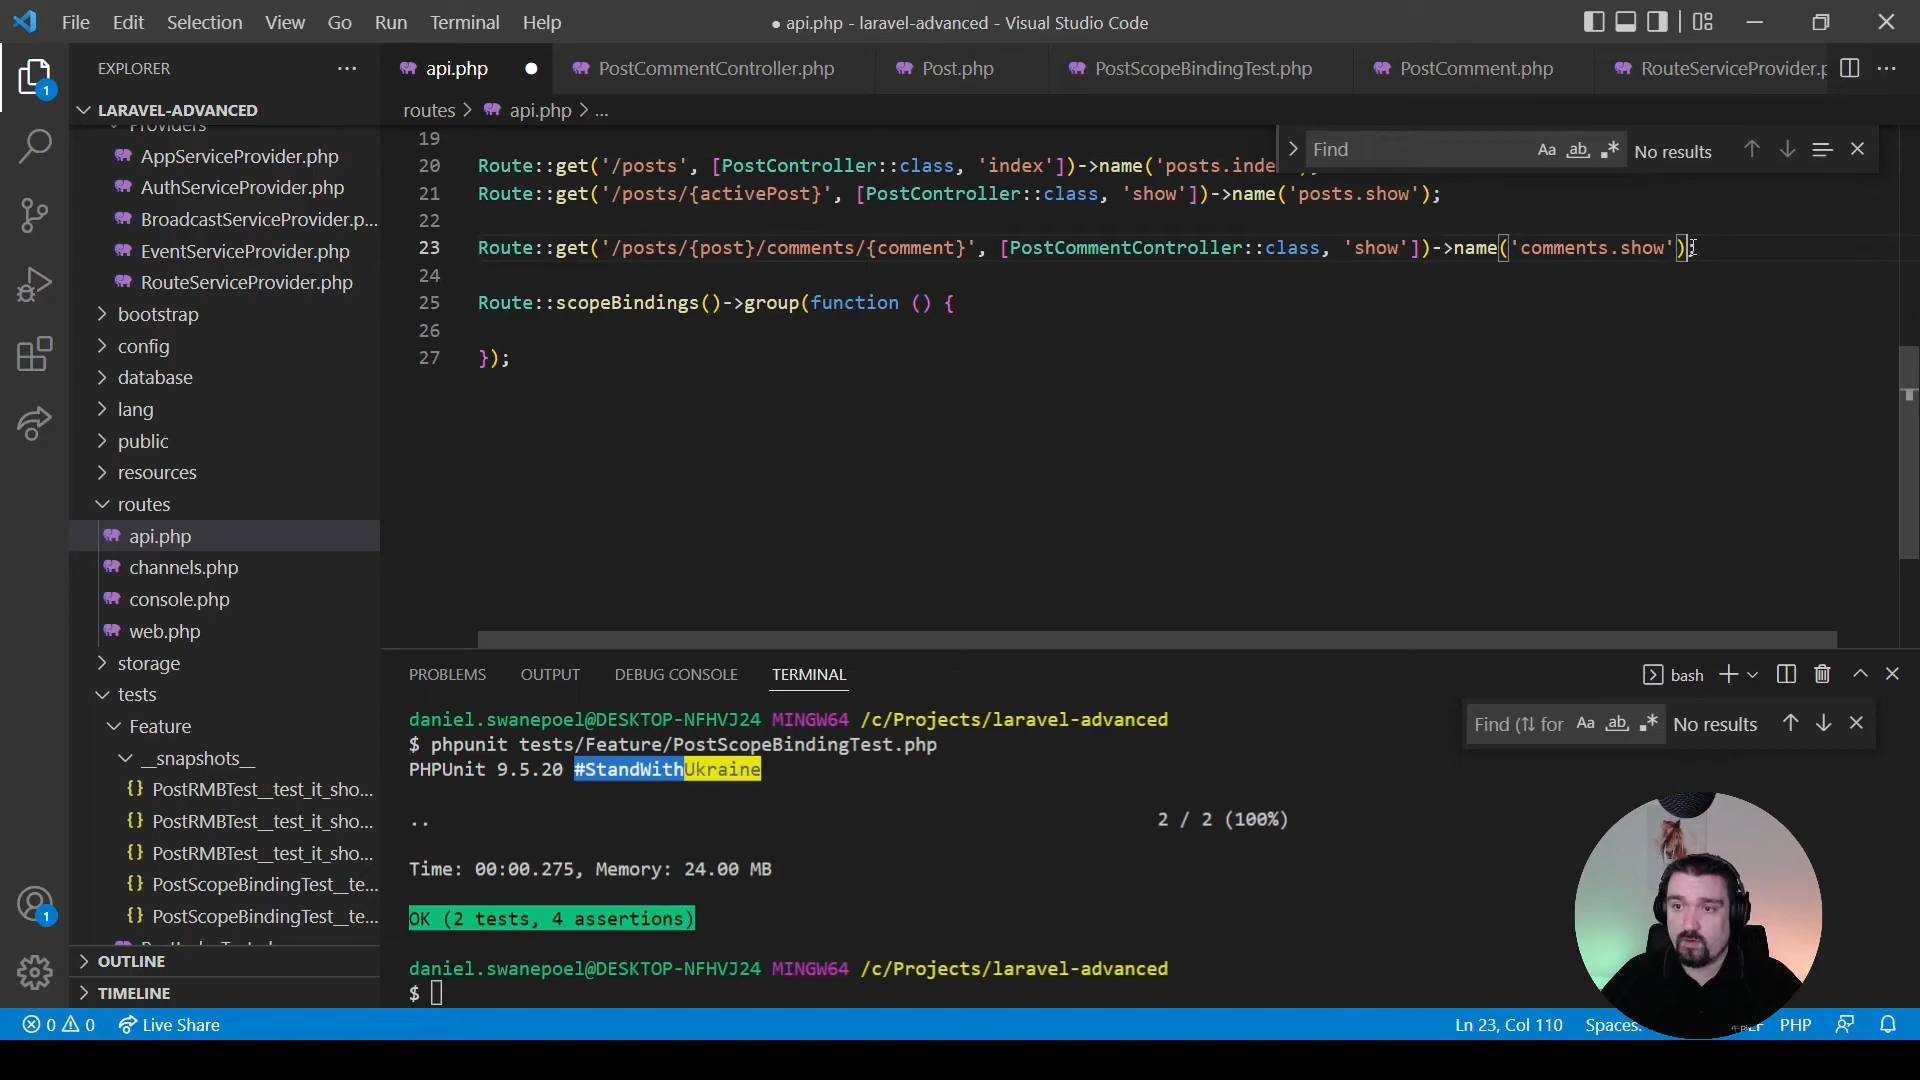 File Edit Selection View Go Run Terminal Help
● api.php - laravel-advanced - Visual Studio Code
EXPLORER
api.php
PostCommentController.php
Post.php
PostScopeBindingTest.php
PostComment.php
RouteServiceProvider.p
1
LARAVEL-ADVANCED
routes > api.php > ...
Providers
AppServiceProvider.php
AuthServiceProvider.php
BroadcastServiceProvider.p...
EventServiceProvider.php
RouteServiceProvider.php
bootstrap
config
database
lang
public
resources
routes
api.php
channels.php
console.php
web.php
storage
tests
Feature
__snapshots__
{} PostRMBTest__test_it_sho...
{} PostRMBTest__test_it_sho...
{} PostRMBTest__test_it_sho...
{} PostScopeBindingTest__te...
{} PostScopeBindingTest__te...
OUTLINE
TIMELINE
1
Find Aa ab No results
19
20 Route::get('/posts', [PostController::class, 'index'])->name('posts.inde
21 Route::get('/posts/{activePost}', [PostController::class, 'show'])->name('posts.show');
22
23 Route::get('/posts/{post}/comments/{comment}', [PostCommentController::class, 'show'])->name('comments.show');
24
25 Route::scopeBindings()->group(function () {
26
27 });
PROBLEMS OUTPUT DEBUG CONSOLE TERMINAL
bash
Find (⇅ for Aa ab No results
daniel.swanepoel@DESKTOP-NFHVJ24 MINGW64 /c/Projects/laravel-advanced
$ phpunit tests/Feature/PostScopeBindingTest.php
PHPUnit 9.5.20 #StandWithUkraine
.. 2 / 2 (100%)
Time: 00:00.275, Memory: 24.00 MB
OK (2 tests, 4 assertions)
daniel.swanepoel@DESKTOP-NFHVJ24 MINGW64 /c/Projects/laravel-advanced
$
0 0 Live Share
Ln 23, Col 110 Spaces: PHP